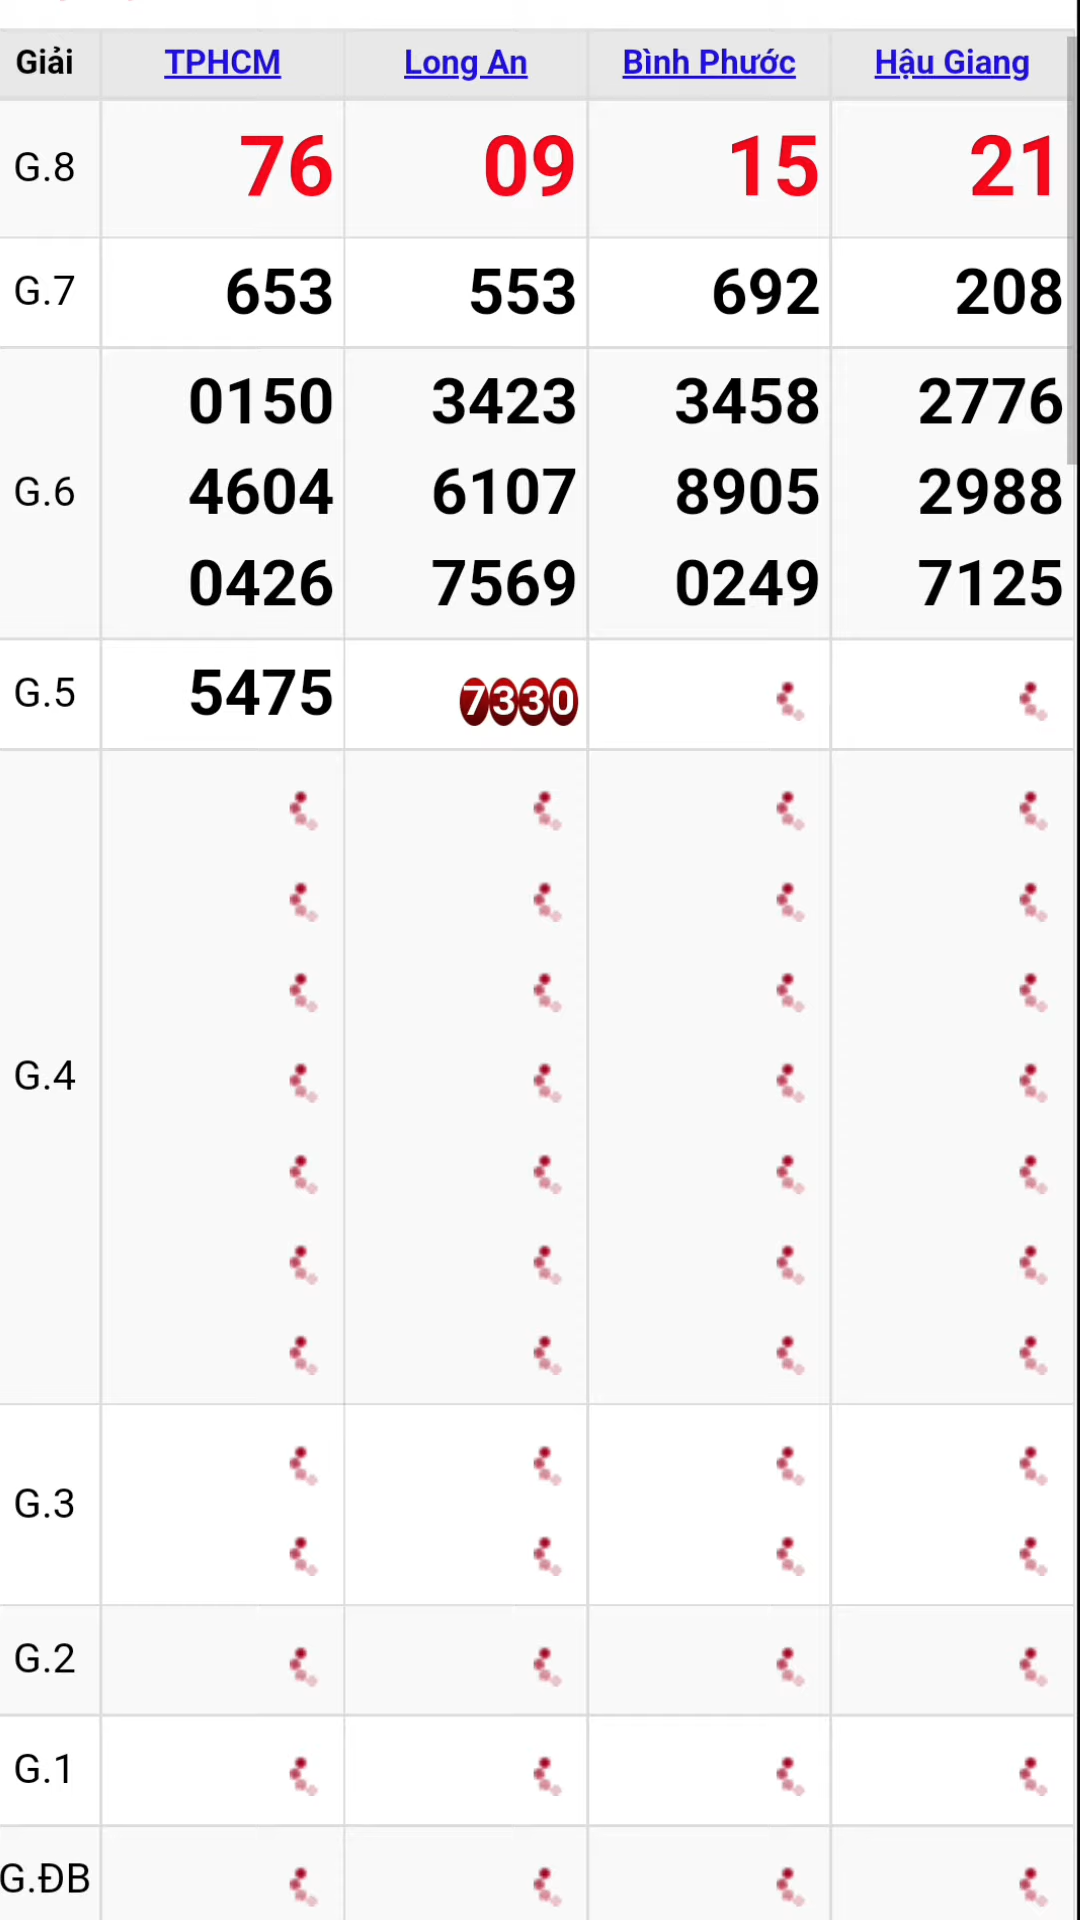 Giải TPHCM Long An Bình Phước Hậu Giang
G.8 76 09 15 21
G.7 653 553 692 208
0150 3423 3458 2776
G.6 4604 6107 8905 2988
0426 7569 0249 7125
G.5 5475 7330
G.4
G.3
G.2
G.1
G.ĐB